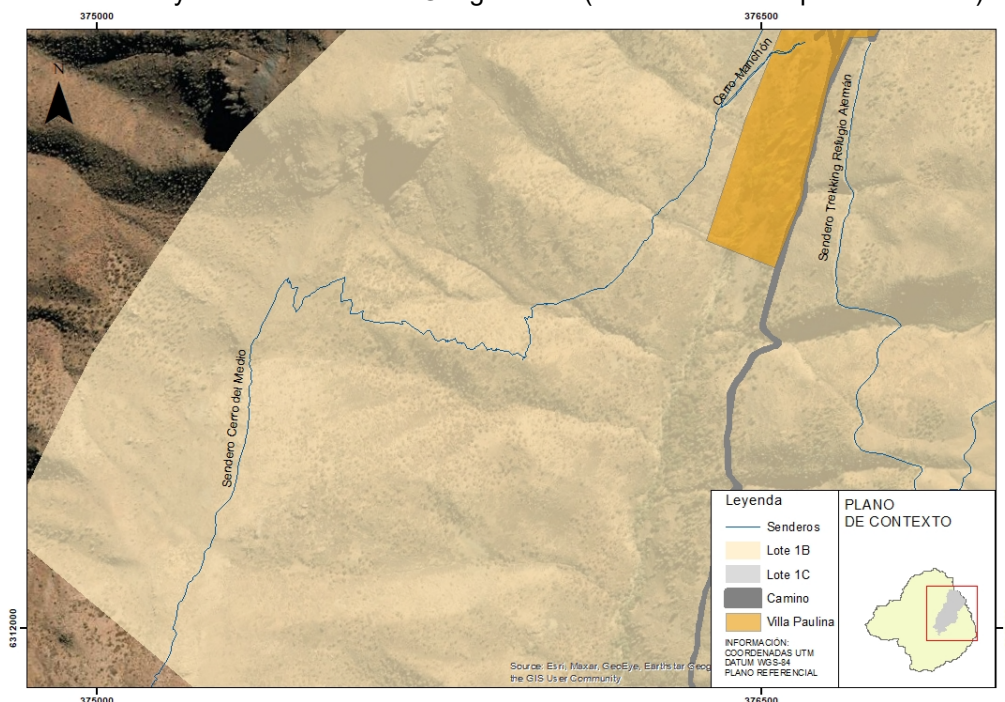 375000
376500
N
Cerro Manchón
Sendero Trekking Refugio Alemán
Sendero Cerro del Medio
6312000
Leyenda
Senderos
Lote 1B
Lote 1C
Camino
Villa Paulina
INFORMACIÓN:
COORDENADAS UTM
DATUM WGS-84
PLANO REFERENCIAL
PLANO
DE CONTEXTO
Source: Esri, Maxar, GeoEye, Earthstar Geog
the GIS User Community
375000
376500